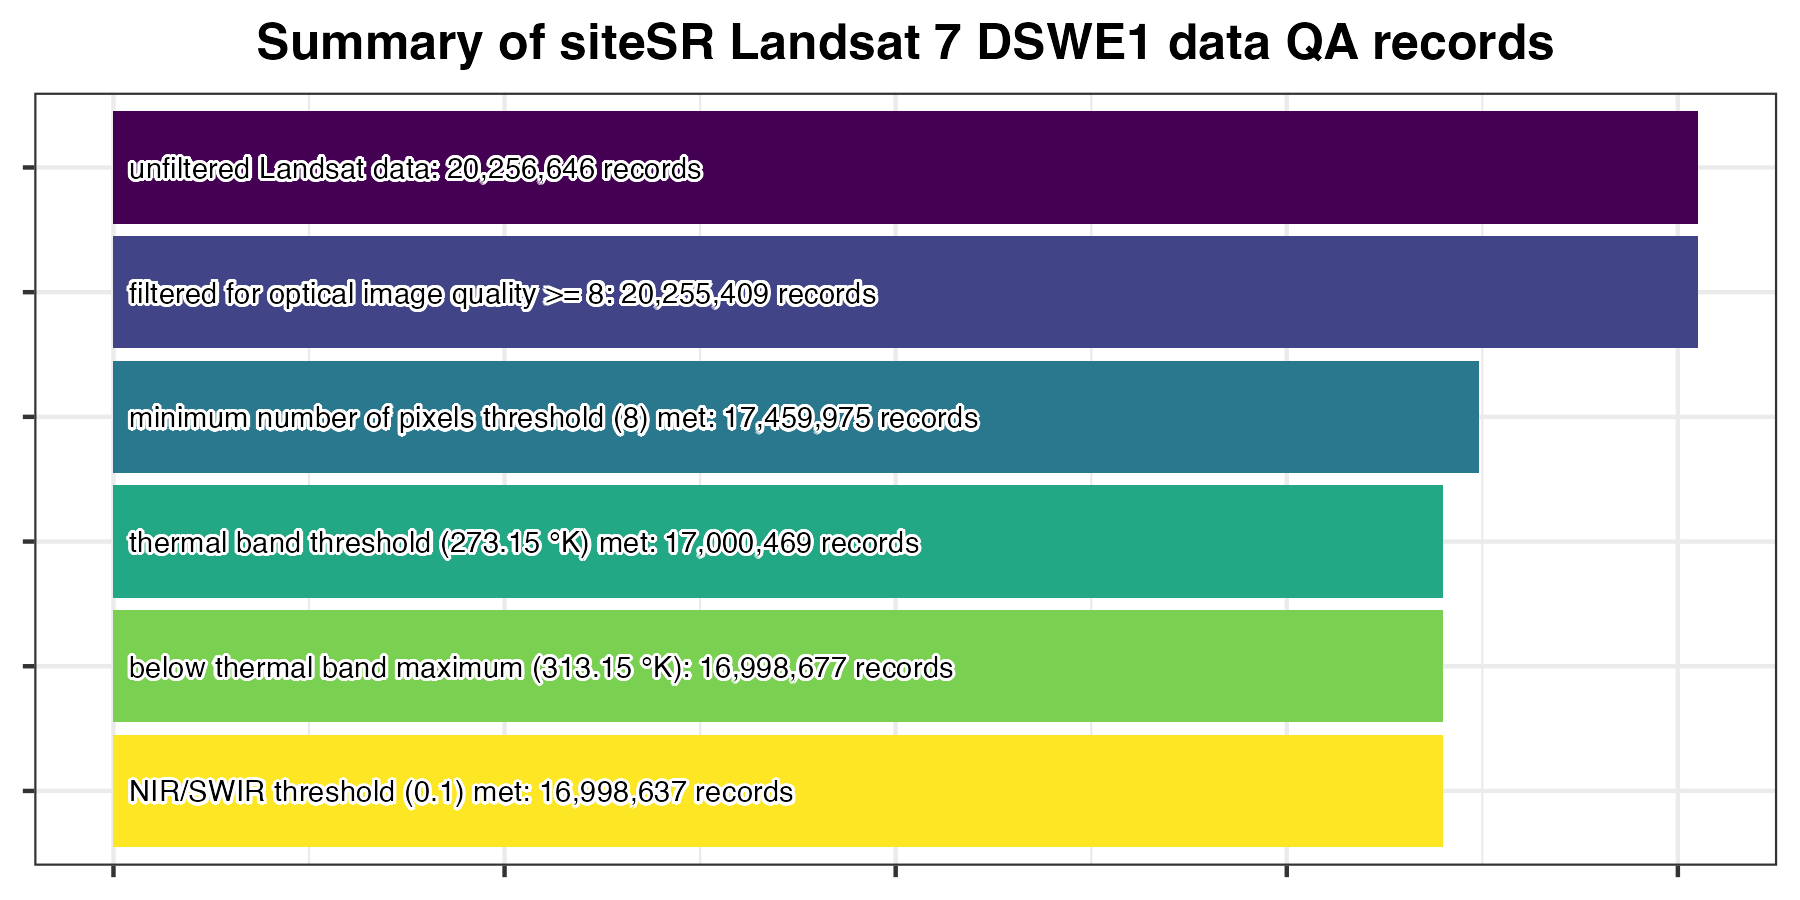 Summary of siteSR Landsat 7 DSWE1 data QA records
unfiltered Landsat data: 20,256,646 records
filtered for optical image quality >= 8: 20,255,409 records
minimum number of pixels threshold (8) met: 17,459,975 records
thermal band threshold (273.15 °K) met: 17,000,469 records
below thermal band maximum (313.15 °K): 16,998,677 records
NIR/SWIR threshold (0.1) met: 16,998,637 records